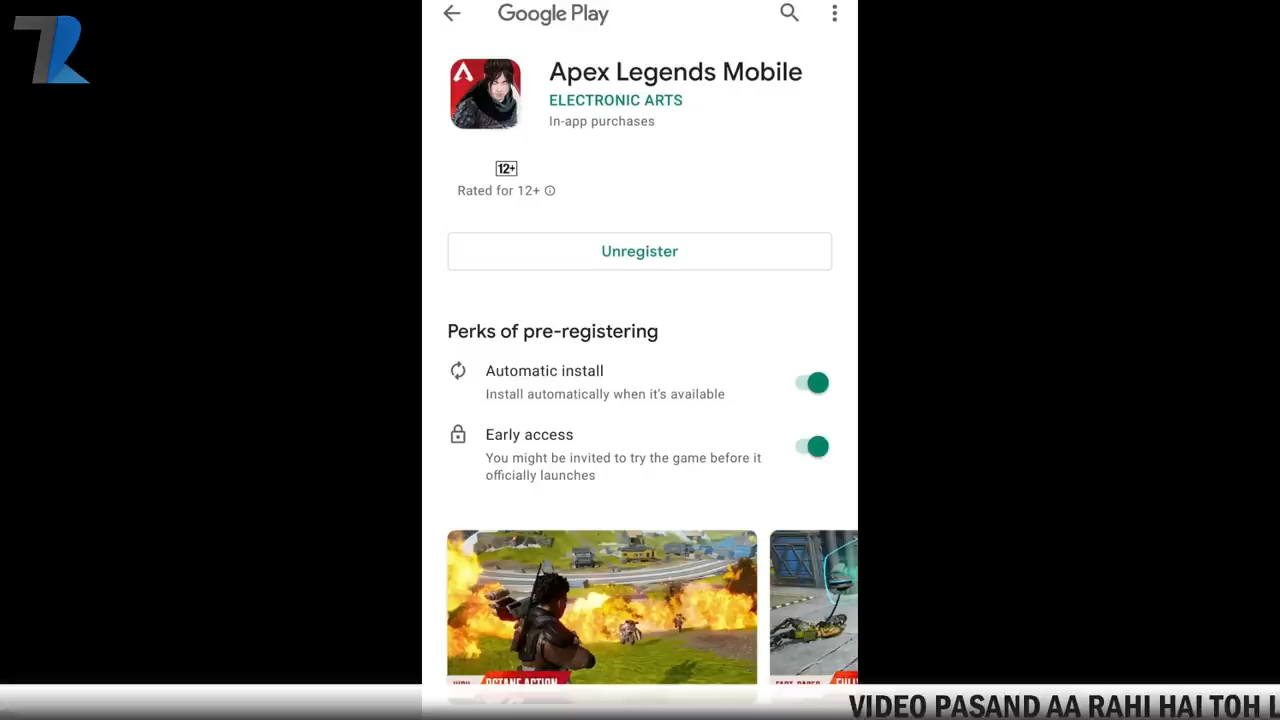 Google Play
Apex Legends Mobile
ELECTRONIC ARTS
In-app purchases
12+
Rated for 12+
Unregister
Perks of pre-registering
Automatic install
Install automatically when it's available
Early access
You might be invited to try the game before it
officially launches
OCTANE ACTION
VIDEO PASAND AA RAHI HAI TOH L